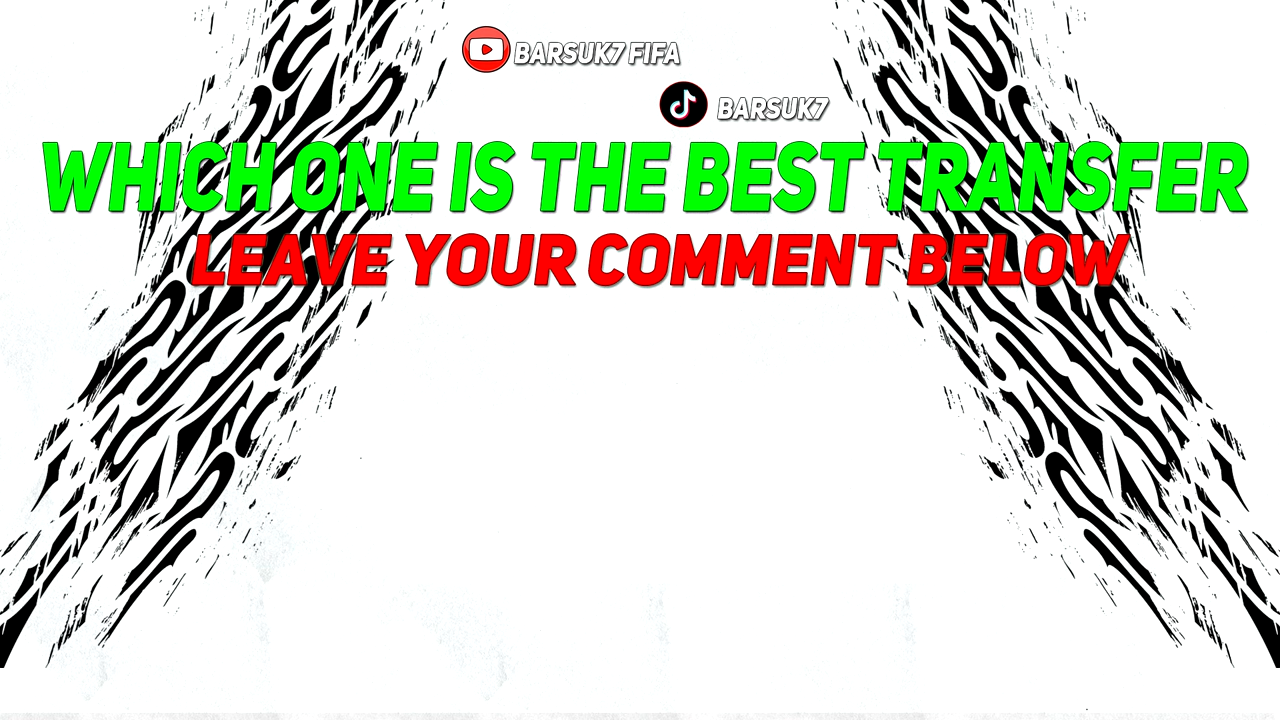 BARSUK7 FIFA
BARSUK7
WHICH ONE IS THE BEST TRANSFER
LEAVE YOUR COMMENT BELOW